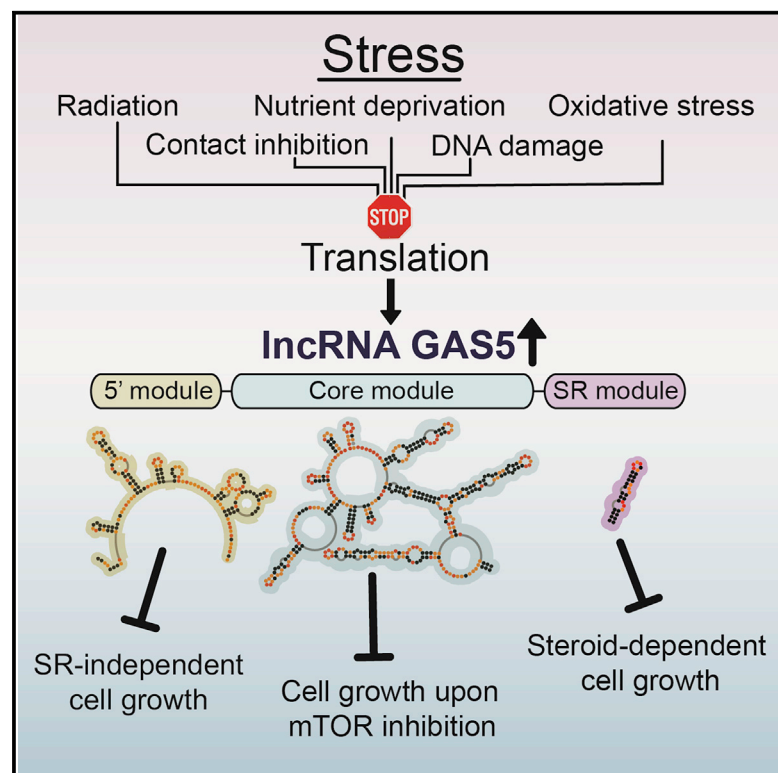 Stress
Radiation Nutrient deprivation Oxidative stress
Contact inhibition DNA damage
STOP
Translation
lncRNA GAS5
5' module Core module SR module
SR-independent
cell growth
Cell growth upon
mTOR inhibition
Steroid-dependent
cell growth